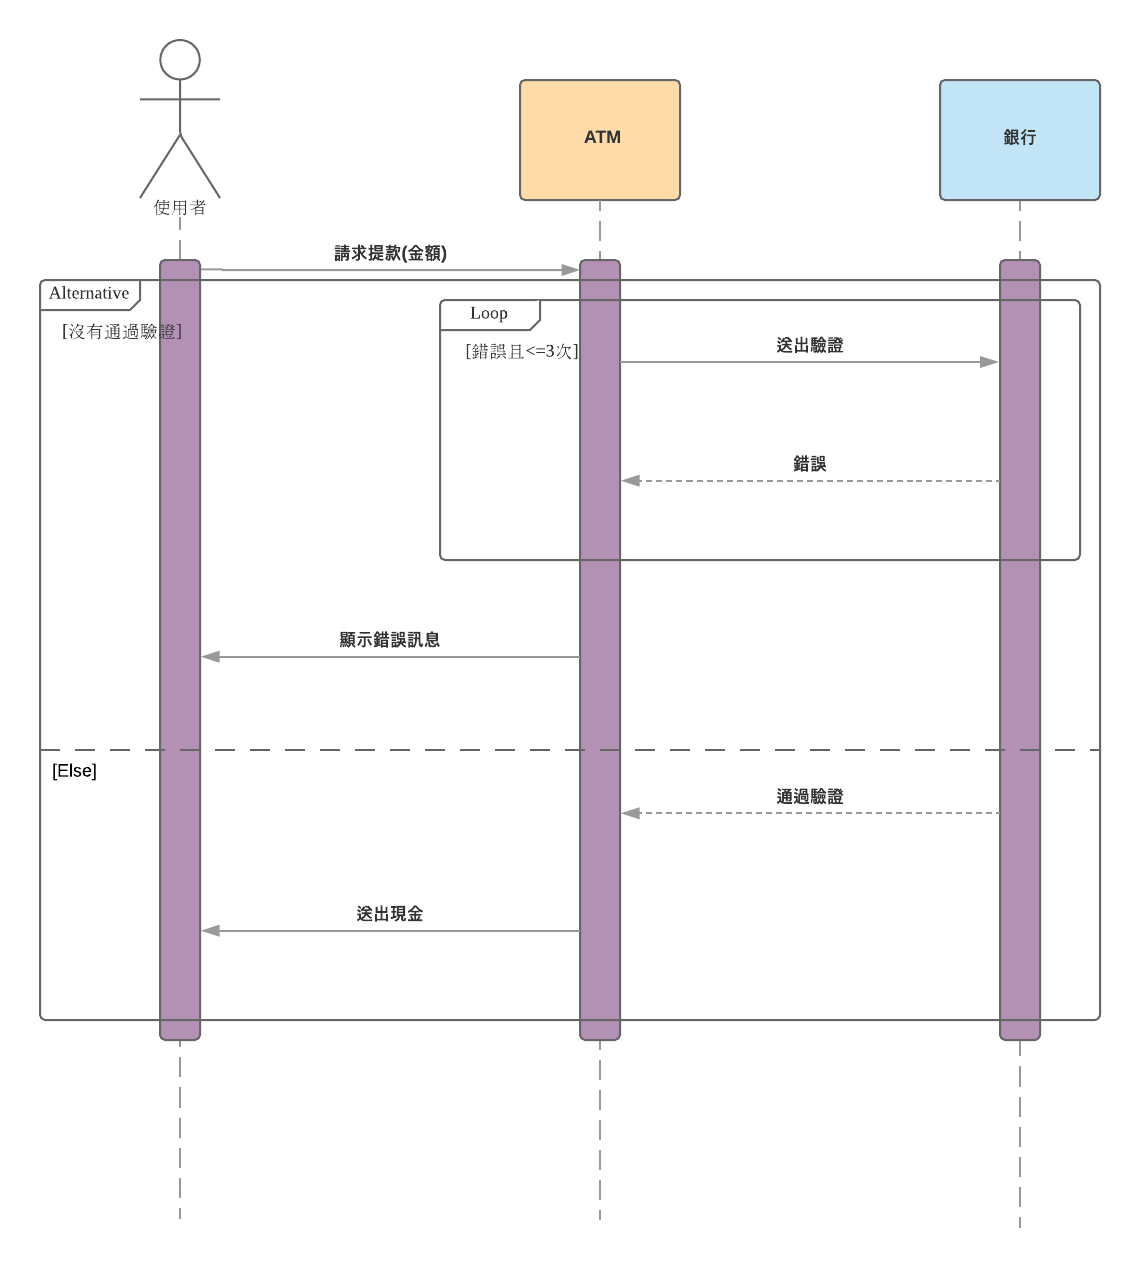 使用者
ATM
銀行
請求提款(金額)
Alternative
[沒有通過驗證]
Loop
[錯誤且<=3次]
送出驗證
錯誤
顯示錯誤訊息
[Else]
通過驗證
送出現金